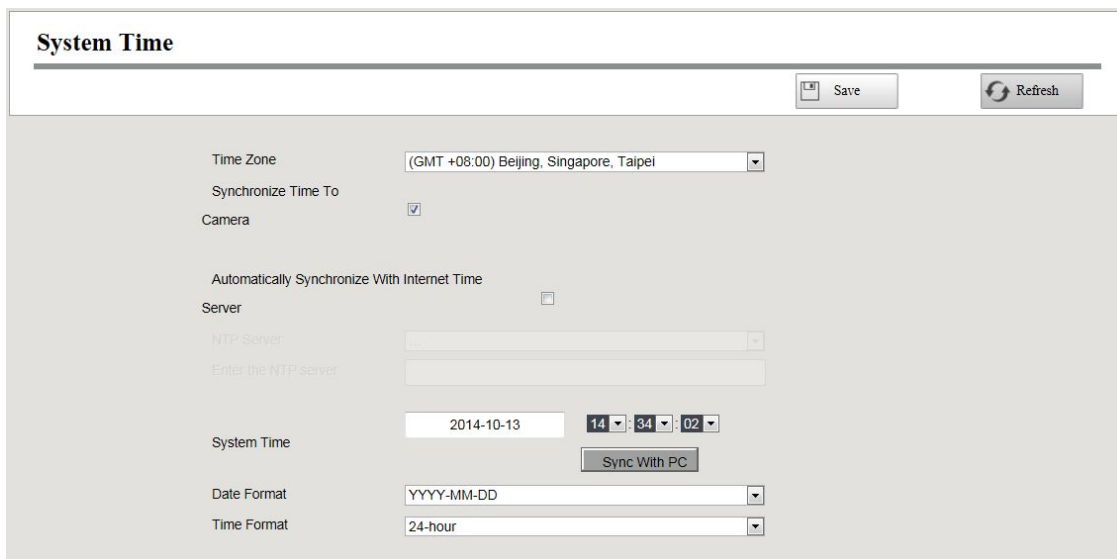 System Time
Save
Refresh
Time Zone
(GMT +08:00) Beijing, Singapore, Taipei
Synchronize Time To
Camera
Automatically Synchronize With Internet Time
Server
NTP Server
Enter me NTP server
System Time
2014-10-13
14 : 34 : 02
Sync With PC
Date Format
YYYY-MM-DD
Time Format
24-hour